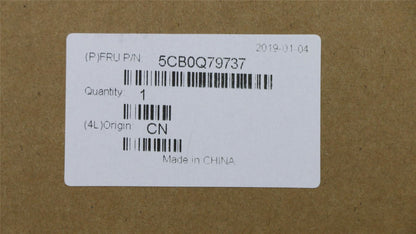 2019-01-04
(P)FRU P/N 5CB0Q79737
Quantity 1
(4L)Origin CN
Made in CHINA